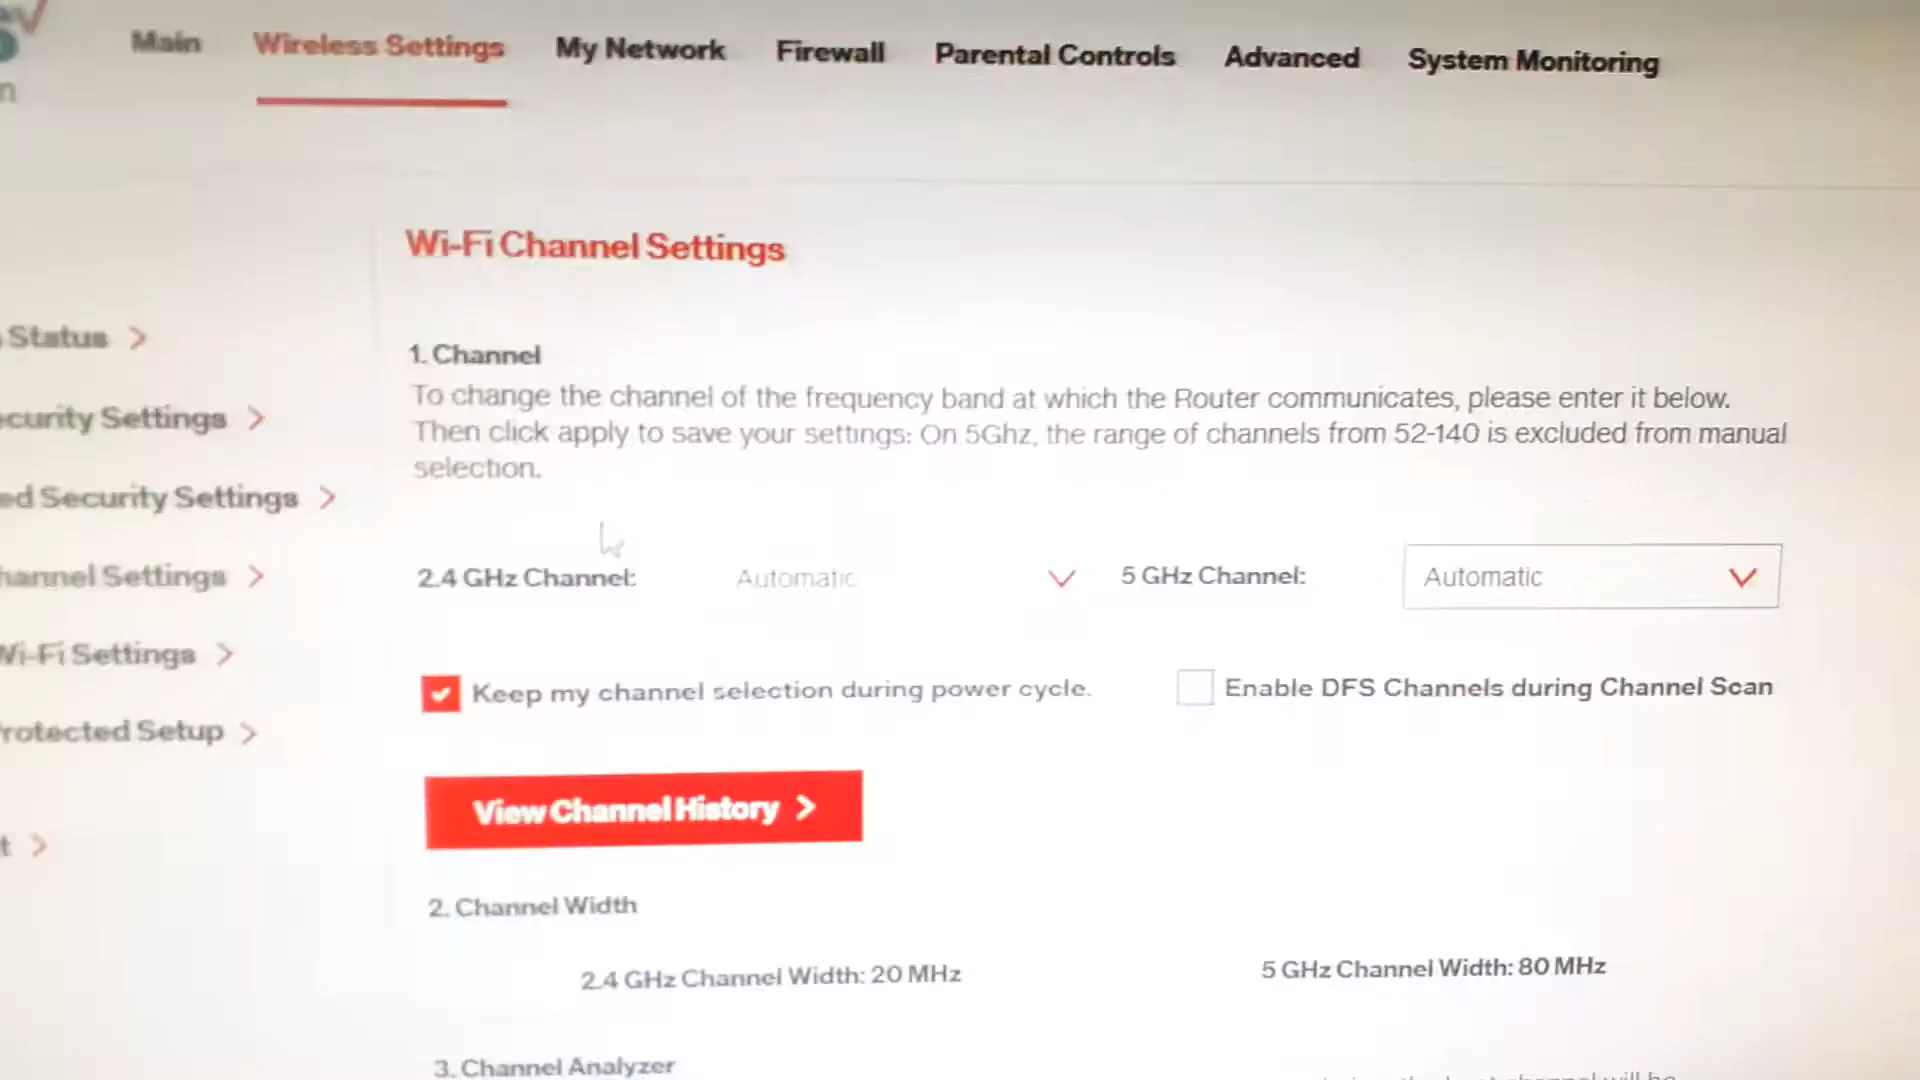 Main Wireless Settings My Network Firewall Parental Controls Advanced System Monitoring
Wi-Fi Channel Settings
Status >
curity Settings >
ed Security Settings >
hannel Settings >
Wi-Fi Settings >
rotected Setup >
t >
1. Channel
To change the channel of the frequency band at which the Router communicates, please enter it below.
Then click apply to save your settings: On 5Ghz, the range of channels from 52-140 is excluded from manual
selection.
2.4 GHz Channel: Automatic 5 GHz Channel: Automatic
Keep my channel selection during power cycle. Enable DFS Channels during Channel Scan
View Channel History >
2. Channel Width
2.4 GHz Channel Width: 20 MHz 5 GHz Channel Width: 80 MHz
3. Channel Analyzer